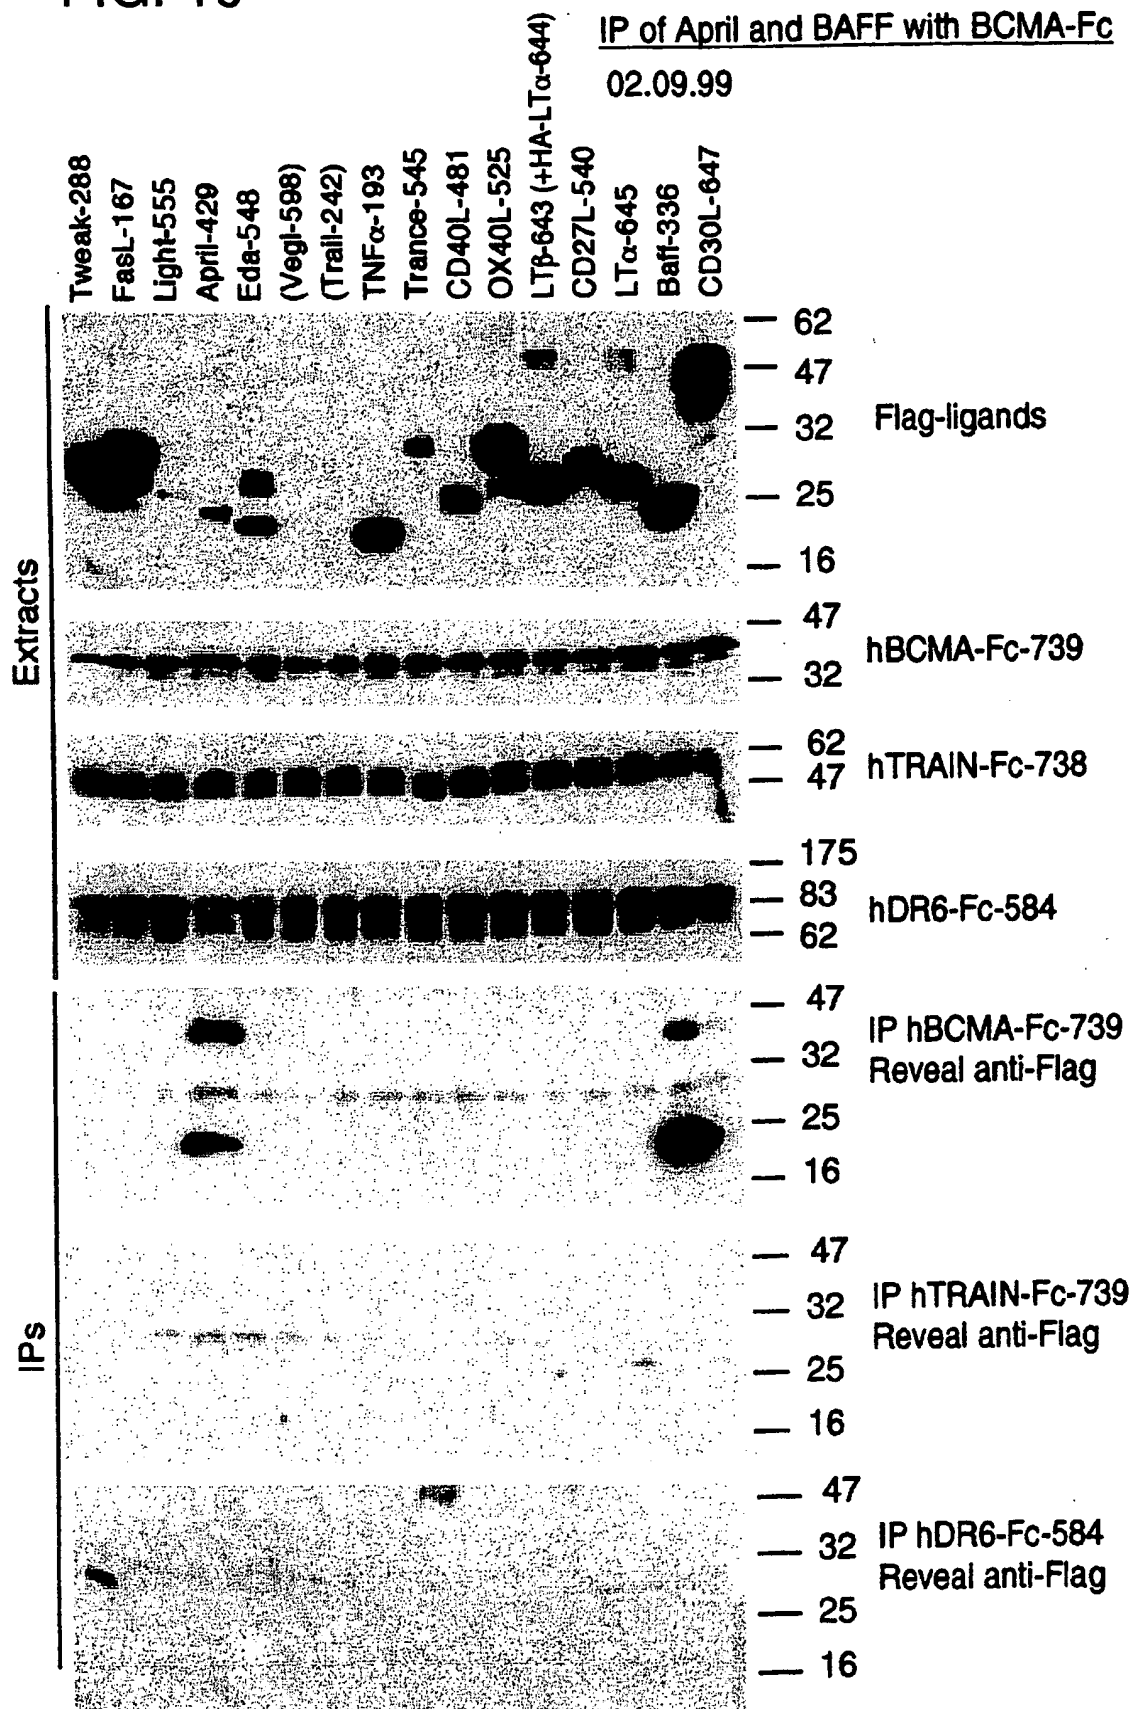 IP of April and BAFF with BCMA-Fc
02.09.99
Tweak-288
FasL-167
Light-555
April-429
Eda-548
(Vegi-598)
(Trail-242)
TNFα-193
Trance-545
CD40L-481
OX40L-525
LTβ-643 (+HA-LTα-644)
CD27L-540
LTα-645
Baff-336
CD30L-647
Extracts
62
47
32
25
16
Flag-ligands
47
32
hBCMA-Fc-739
62
47
hTRAIN-Fc-738
175
83
62
hDR6-Fc-584
IPs
47
32
25
16
IP hBCMA-Fc-739
Reveal anti-Flag
47
32
25
16
IP hTRAIN-Fc-739
Reveal anti-Flag
47
32
25
16
IP hDR6-Fc-584
Reveal anti-Flag